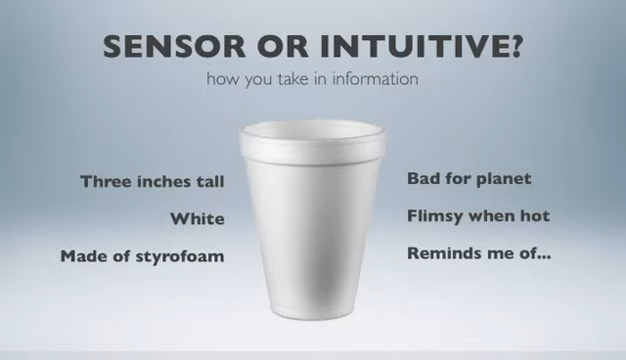 SENSOR OR INTUITIVE?
how you take in information
Three inches tall
White
Made of styrofoam
Bad for planet
Flimsy when hot
Reminds me of...